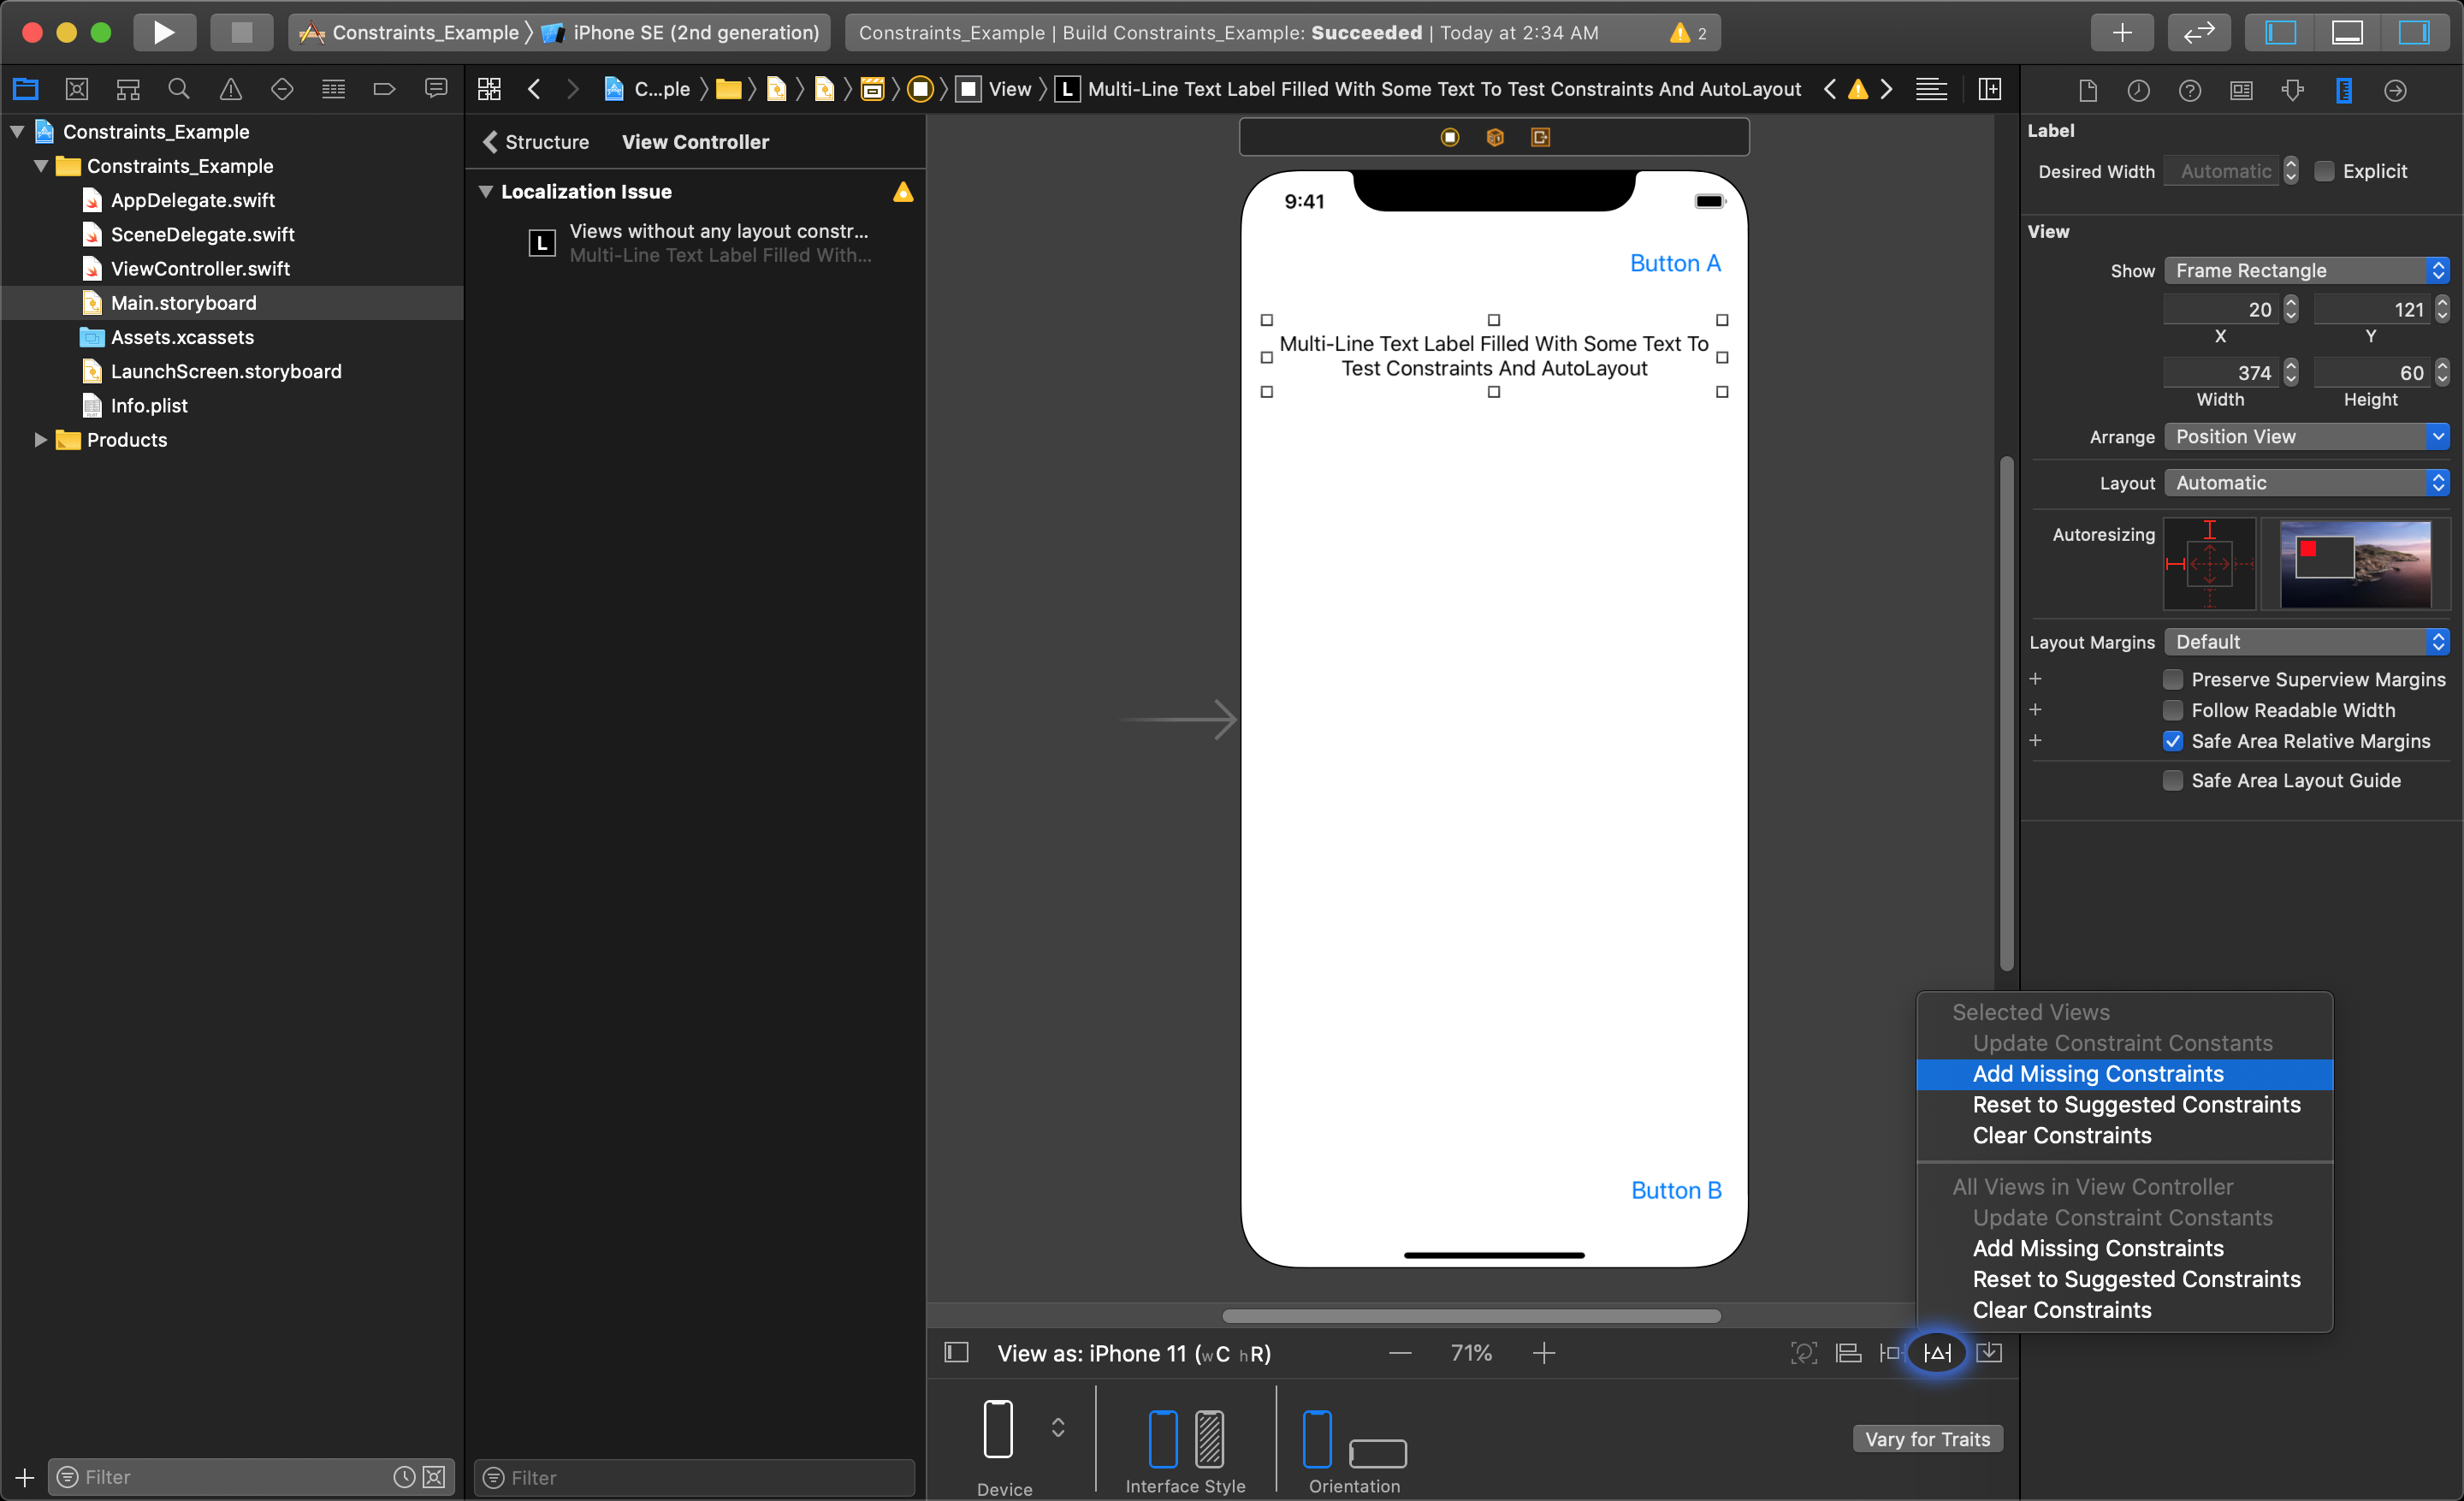 Constraints_Example
iPhone SE (2nd generation)
Constraints_Example | Build Constraints_Example: Succeeded | Today at 2:34 AM
2
C...ple
View
L
Multi-Line Text Label Filled With Some Text To Test Constraints And AutoLayout
Constraints_Example
Constraints_Example
AppDelegate.swift
SceneDelegate.swift
ViewController.swift
Main.storyboard
Assets.xcassets
LaunchScreen.storyboard
Info.plist
Products
Filter
Structure
View Controller
Localization Issue
L
Views without any layout constr...
Multi-Line Text Label Filled With...
Filter
9:41
Button A
Multi-Line Text Label Filled With Some Text To
Test Constraints And AutoLayout
Button B
View as: iPhone 11 (wC hR)
71%
Device
Interface Style
Orientation
Vary for Traits
Label
Desired Width
Automatic
Explicit
View
Show
Frame Rectangle
20
121
X
Y
374
60
Width
Height
Arrange
Position View
Layout
Automatic
Autoresizing
Layout Margins
Default
Preserve Superview Margins
Follow Readable Width
Safe Area Relative Margins
Safe Area Layout Guide
Selected Views
Update Constraint Constants
Add Missing Constraints
Reset to Suggested Constraints
Clear Constraints
All Views in View Controller
Update Constraint Constants
Add Missing Constraints
Reset to Suggested Constraints
Clear Constraints